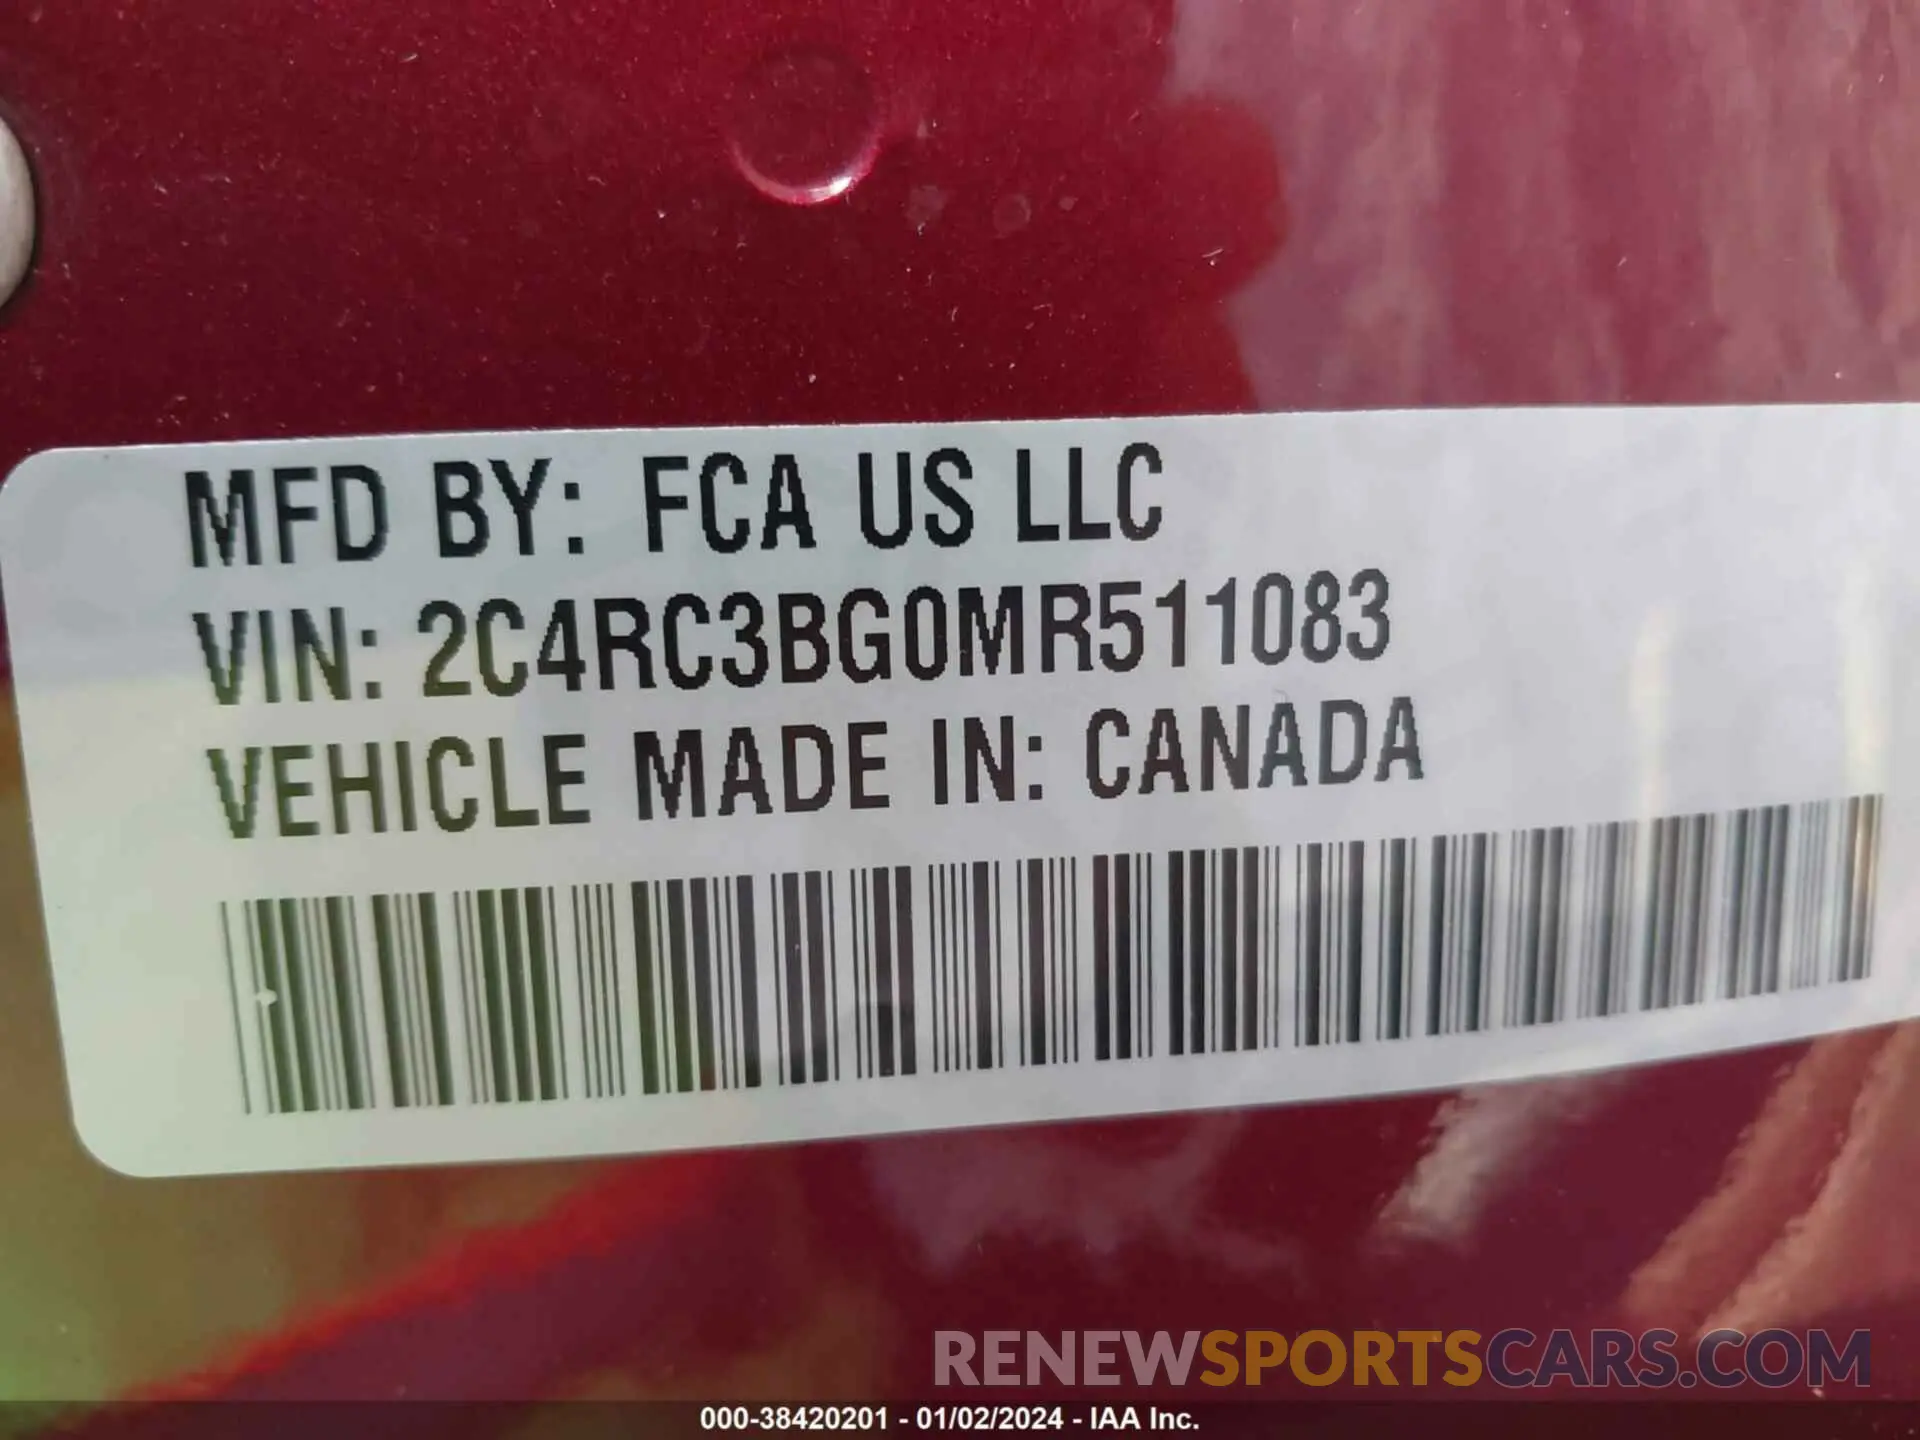 MFD BY: FCA US LLC
VIN: 2C4RC3BG0MR511083
VEHICLE MADE IN: CANADA
RENEWSPORTSCARS.COM
000-38420201 - 01/02/2024 - IAA Inc.